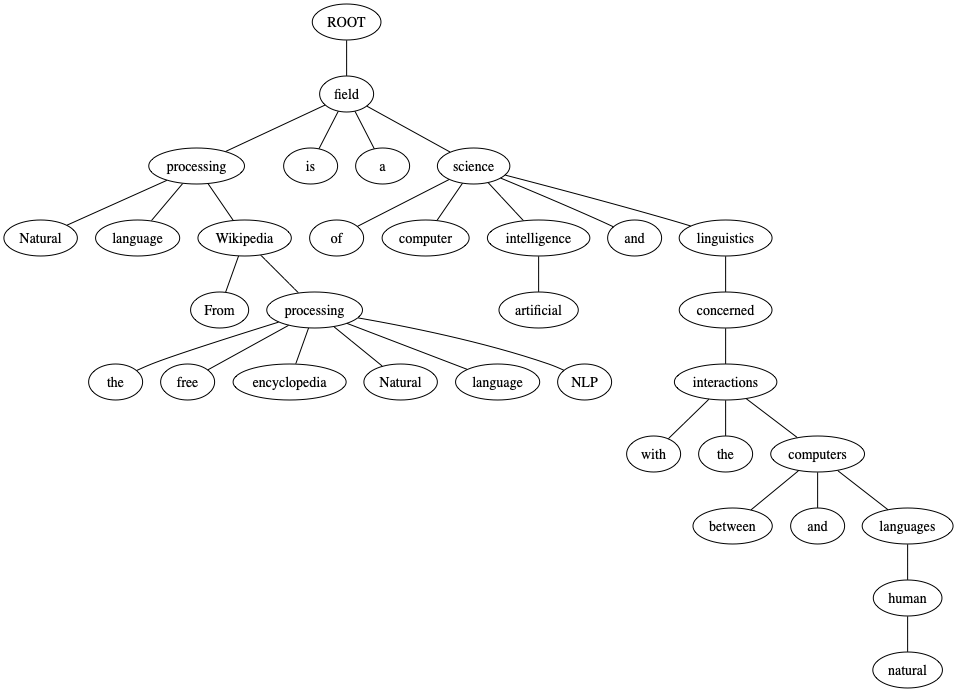 ROOT
field
processing is a science
Natural language Wikipedia of computer intelligence and linguistics
From processing artificial concerned
the free encyclopedia Natural language NLP interactions
with the computers
between and languages
human
natural